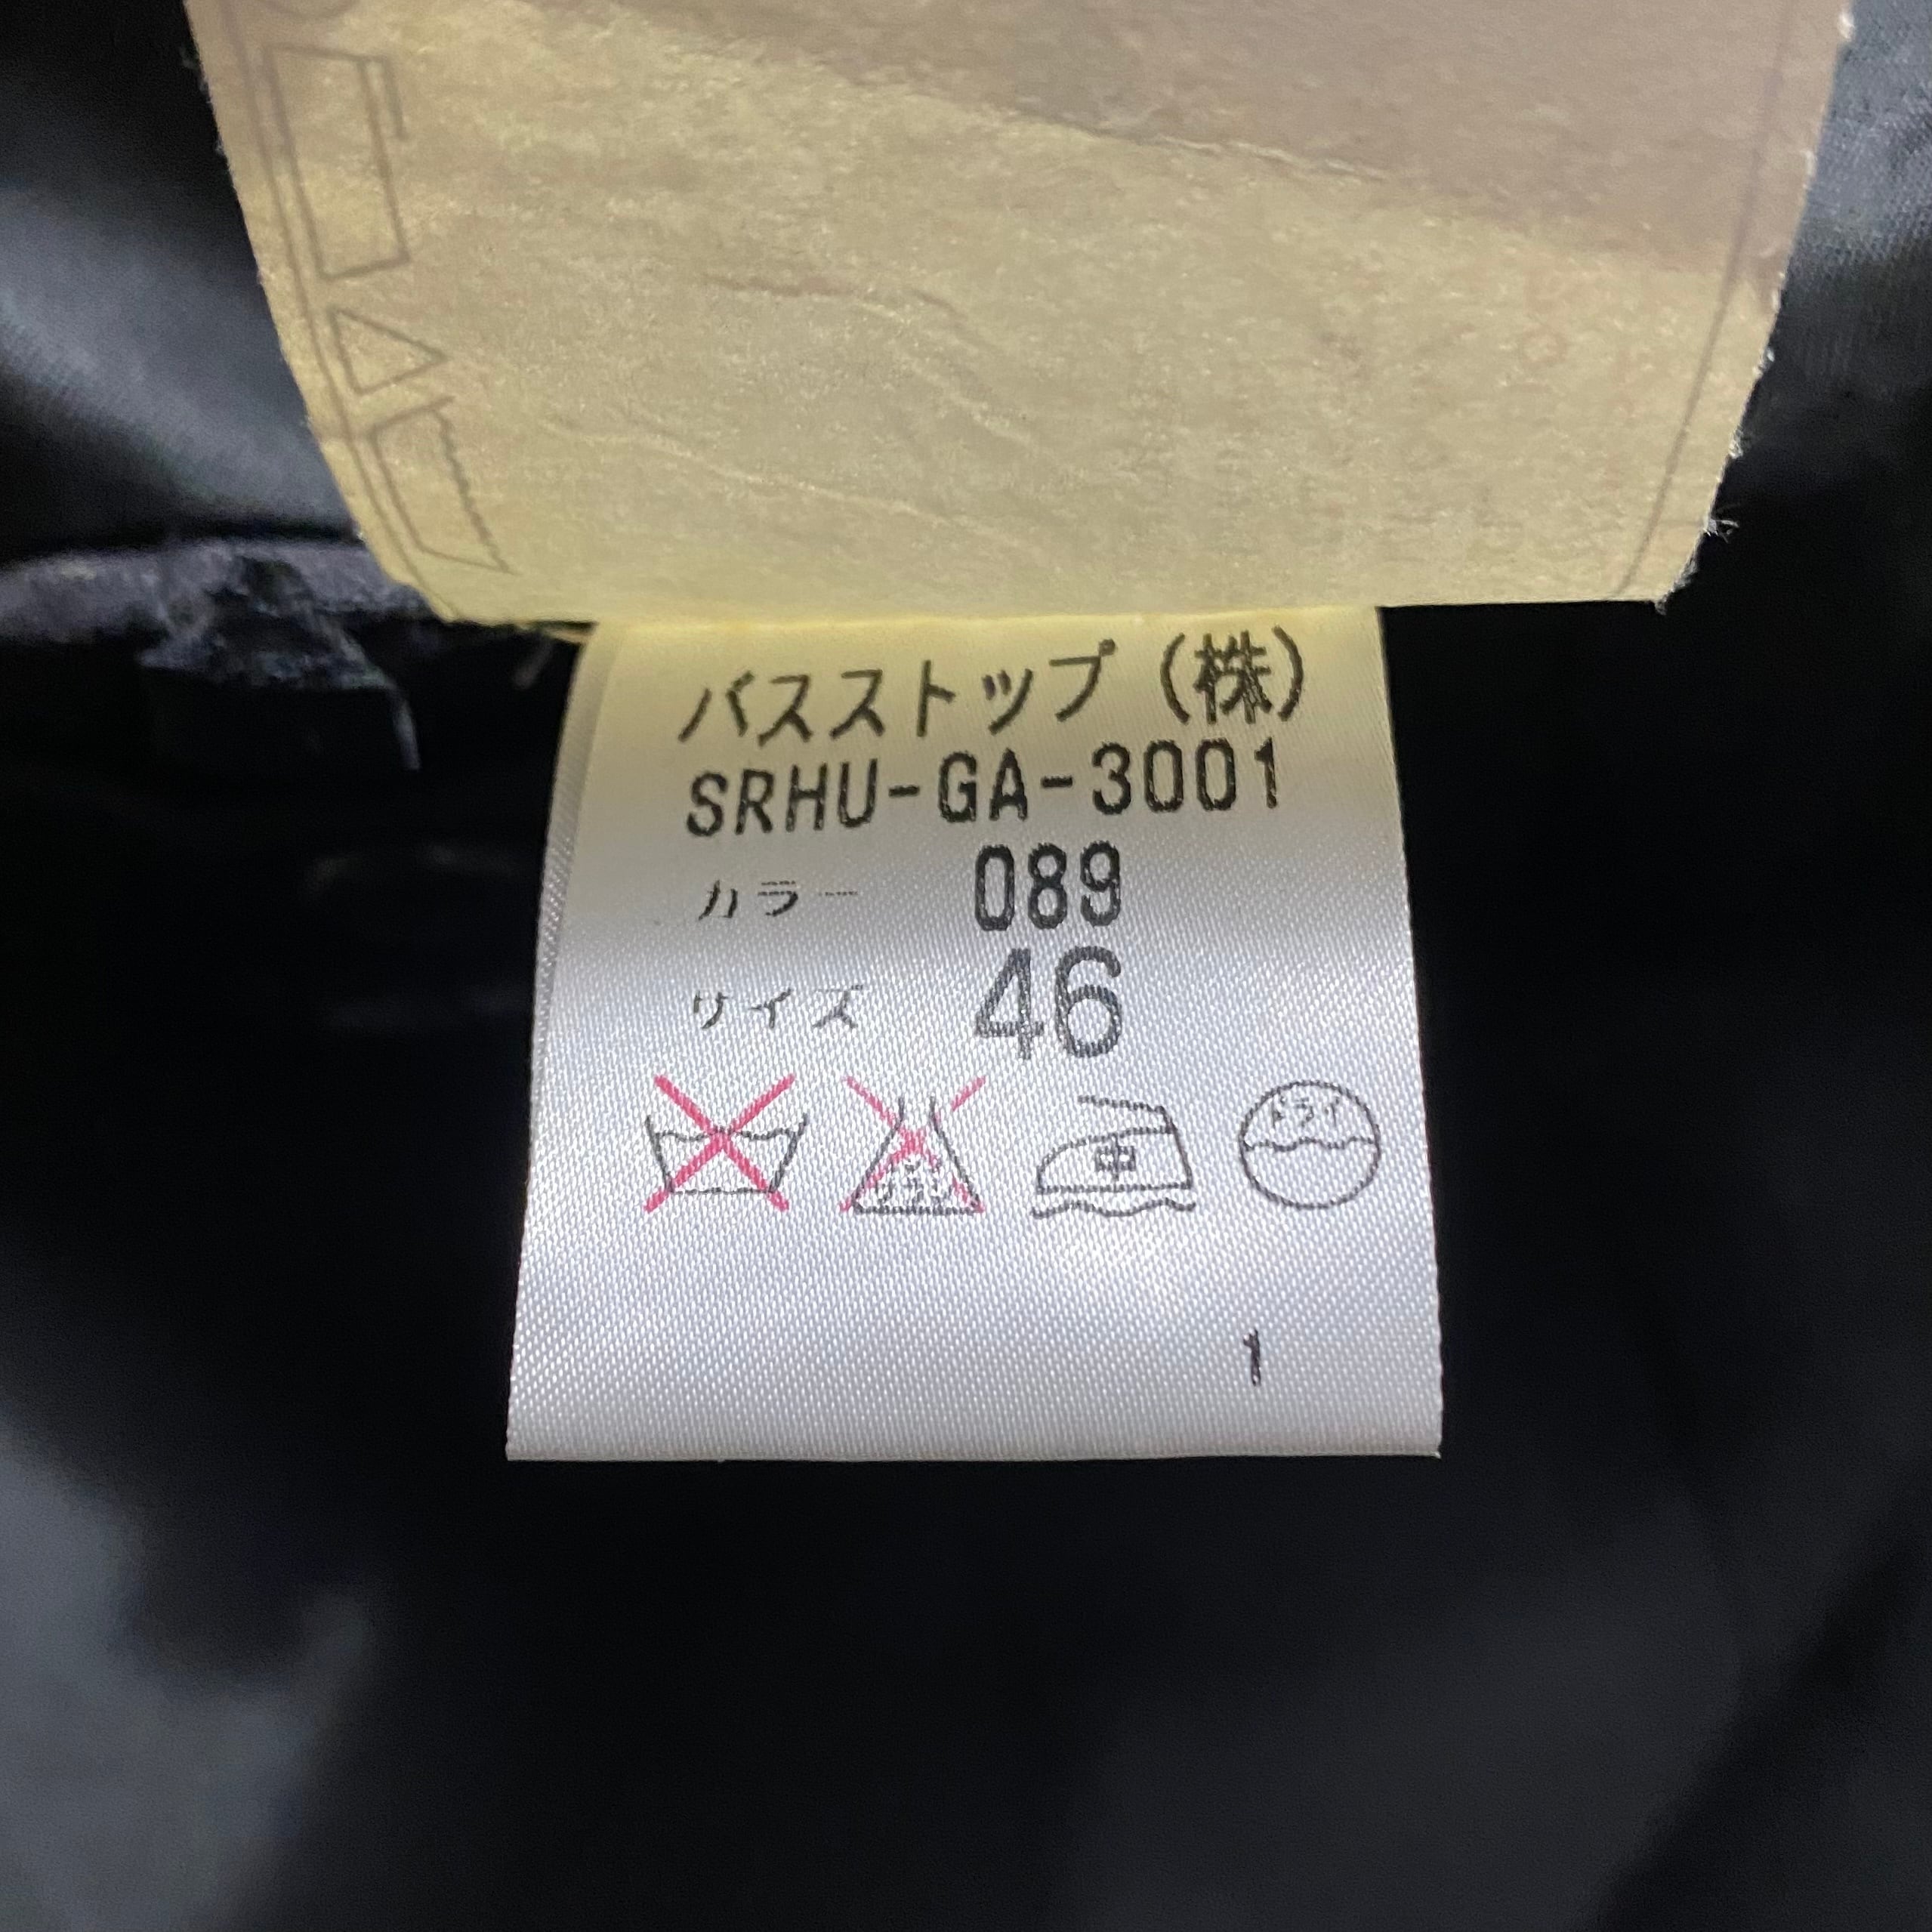 バスストップ(株)
SRHU-GA-3001
カラー 089
サイズ 46
中 ドライ
1